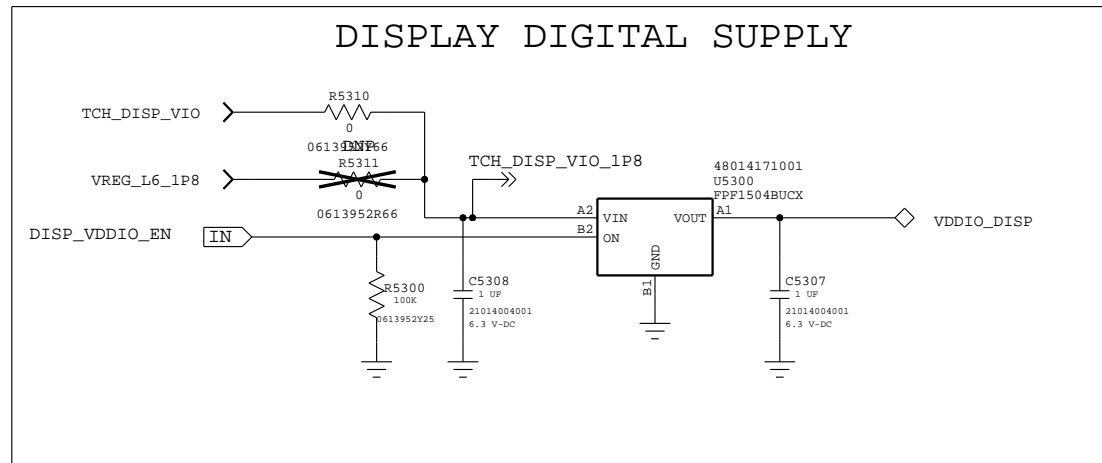 DISPLAY DIGITAL SUPPLY
R5310
TCH_DISP_VIO
0
0613952Y66
DNP
R5311
TCH_DISP_VIO_1P8
48014171001
U5300
FPF1504BUCX
VREG_L6_1P8
0
0613952R66
A2 VIN VOUT A1
VDDIO_DISP
DISP_VDDIO_EN IN
B2 ON
GND
B1
R5300
100K
0613952Y25
C5308
1 UF
21014004001
6.3 V-DC
C5307
1 UF
21014004001
6.3 V-DC